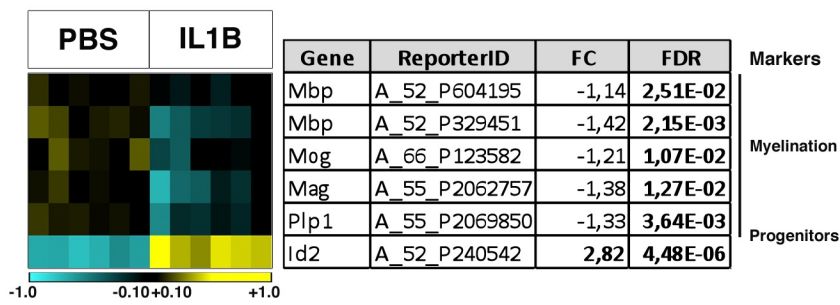 PBS IL1B
Gene ReporterID FC FDR Markers
Mbp A_52_P604195 -1,14 2,51E-02
Mbp A_52_P329451 -1,42 2,15E-03
Mog A_66_P123582 -1,21 1,07E-02
Myelination
Mag A_55_P2062757 -1,38 1,27E-02
Plp1 A_55_P2069850 -1,33 3,64E-03
Progenitors
Id2 A_52_P240542 2,82 4,48E-06
-1.0 -0.10+0.10 +1.0